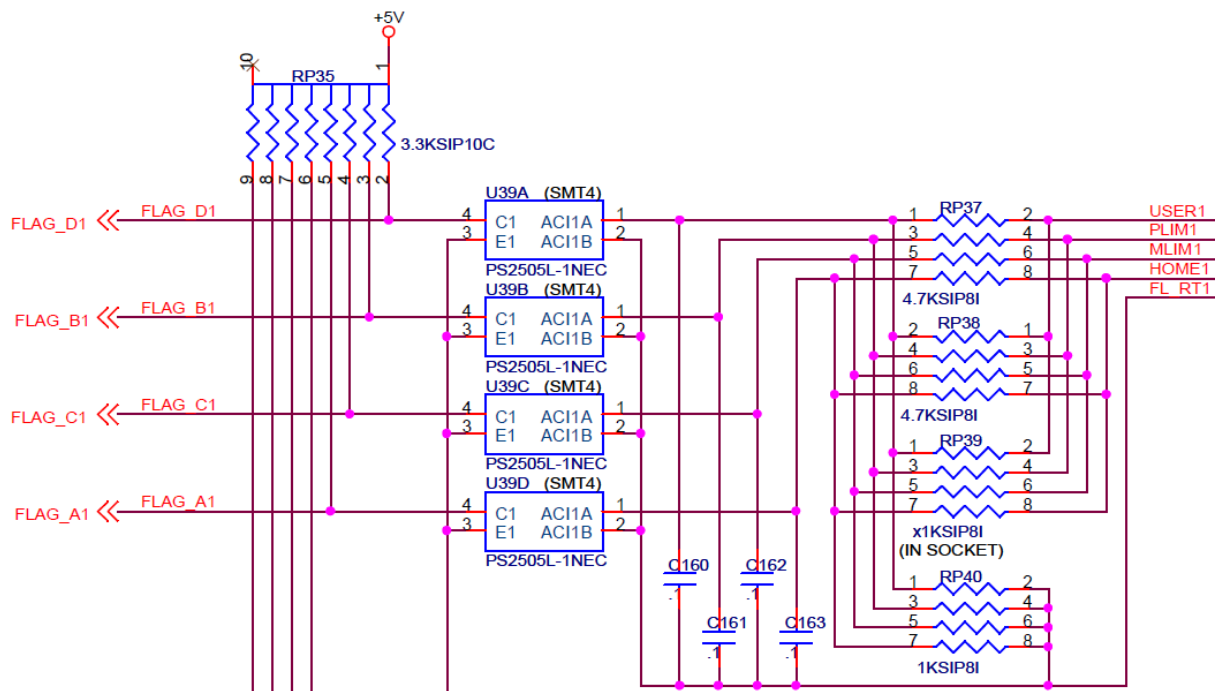 +5V
10
RP35
1
3.3KSIP10C
9 8 7 6 5 4 3 2
FLAG_D1 FLAG_D1
U39A (SMT4)
4 C1 ACI1A 1
3 E1 ACI1B 2
PS2505L-1NEC
FLAG_B1 FLAG_B1
U39B (SMT4)
4 C1 ACI1A 1
3 E1 ACI1B 2
PS2505L-1NEC
FLAG_C1 FLAG_C1
U39C (SMT4)
4 C1 ACI1A 1
3 E1 ACI1B 2
PS2505L-1NEC
FLAG_A1 FLAG_A1
U39D (SMT4)
4 C1 ACI1A 1
3 E1 ACI1B 2
PS2505L-1NEC
C160
.1
C162
.1
C161
.1
C163
.1
RP37
1 2
3 4
5 6
7 8
4.7KSIP8I
RP38
2 1
4 3
6 5
8 7
4.7KSIP8I
RP39
1 2
3 4
5 6
7 8
x1KSIP8I
(IN SOCKET)
RP40
1 2
3 4
5 6
7 8
1KSIP8I
USER1
PLIM1
MLIM1
HOME1
FL_RT1